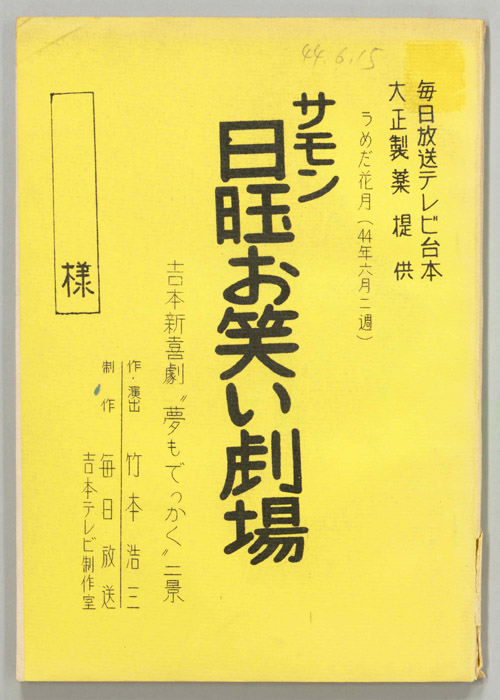 44.6.15
毎日放送テレビ台本
大正製薬提供
うめだ花月(44年六月二週)
サモン
日曜お笑い劇場
吉本新喜劇〝夢もでっかく〟二景
作・演出 竹本浩三
制作 毎日放送
吉本テレビ制作室
様